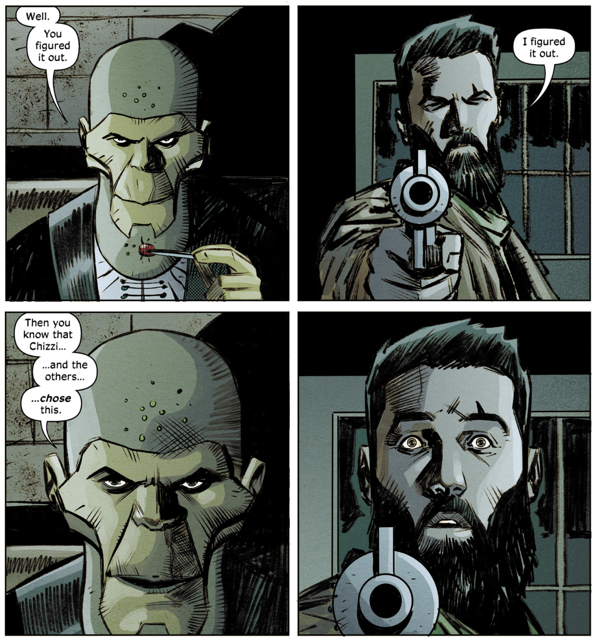 Well.
You
figured
it out.
I figured
it out.
Then you
know that
Chizzi...
...and the
others...
...chose
this.